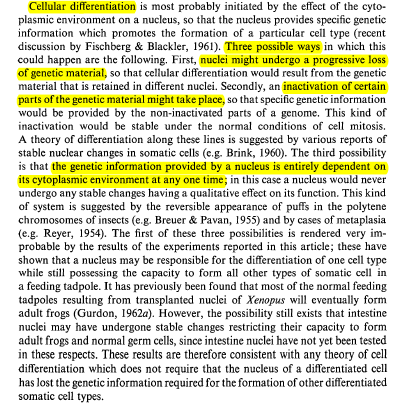 Cellular differentiation is most probably initiated by the effect of the cyto-
plasmic environment on a nucleus, so that the nucleus provides specific genetic
information which promotes the formation of a particular cell type (recent
discussion by Fischberg & Blackler, 1961). Three possible ways in which this
could happen are the following. First, nuclei might undergo a progressive loss
of genetic material, so that cellular differentiation would result from the genetic
material that is retained in different nuclei. Secondly, an inactivation of certain
parts of the genetic material might take place, so that specific genetic information
would be provided by the non-inactivated parts of a genome. This kind of
inactivation would be stable under the normal conditions of cell mitosis.
A theory of differentiation along these lines is suggested by various reports of
stable nuclear changes in somatic cells (e.g. Brink, 1960). The third possibility
is that the genetic information provided by a nucleus is entirely dependent on
its cytoplasmic environment at any one time; in this case a nucleus would never
undergo any stable changes having a qualitative effect on its function. This kind
of system is suggested by the reversible appearance of puffs in the polytene
chromosomes of insects (e.g. Breuer & Pavan, 1955) and by cases of metaplasia
(e.g. Reyer, 1954). The first of these three possibilities is rendered very im-
probable by the results of the experiments reported in this article; these have
shown that a nucleus may be responsible for the differentiation of one cell type
while still possessing the capacity to form all other types of somatic cell in
a feeding tadpole. It has previously been found that most of the normal feeding
tadpoles resulting from transplanted nuclei of Xenopus will eventually form
adult frogs (Gurdon, 1962a). However, the possibility still exists that intestine
nuclei may have undergone stable changes restricting their capacity to form
adult frogs and normal germ cells, since intestine nuclei have not yet been tested
in these respects. These results are therefore consistent with any theory of cell
differentiation which does not require that the nucleus of a differentiated cell
has lost the genetic information required for the formation of other differentiated
somatic cell types.